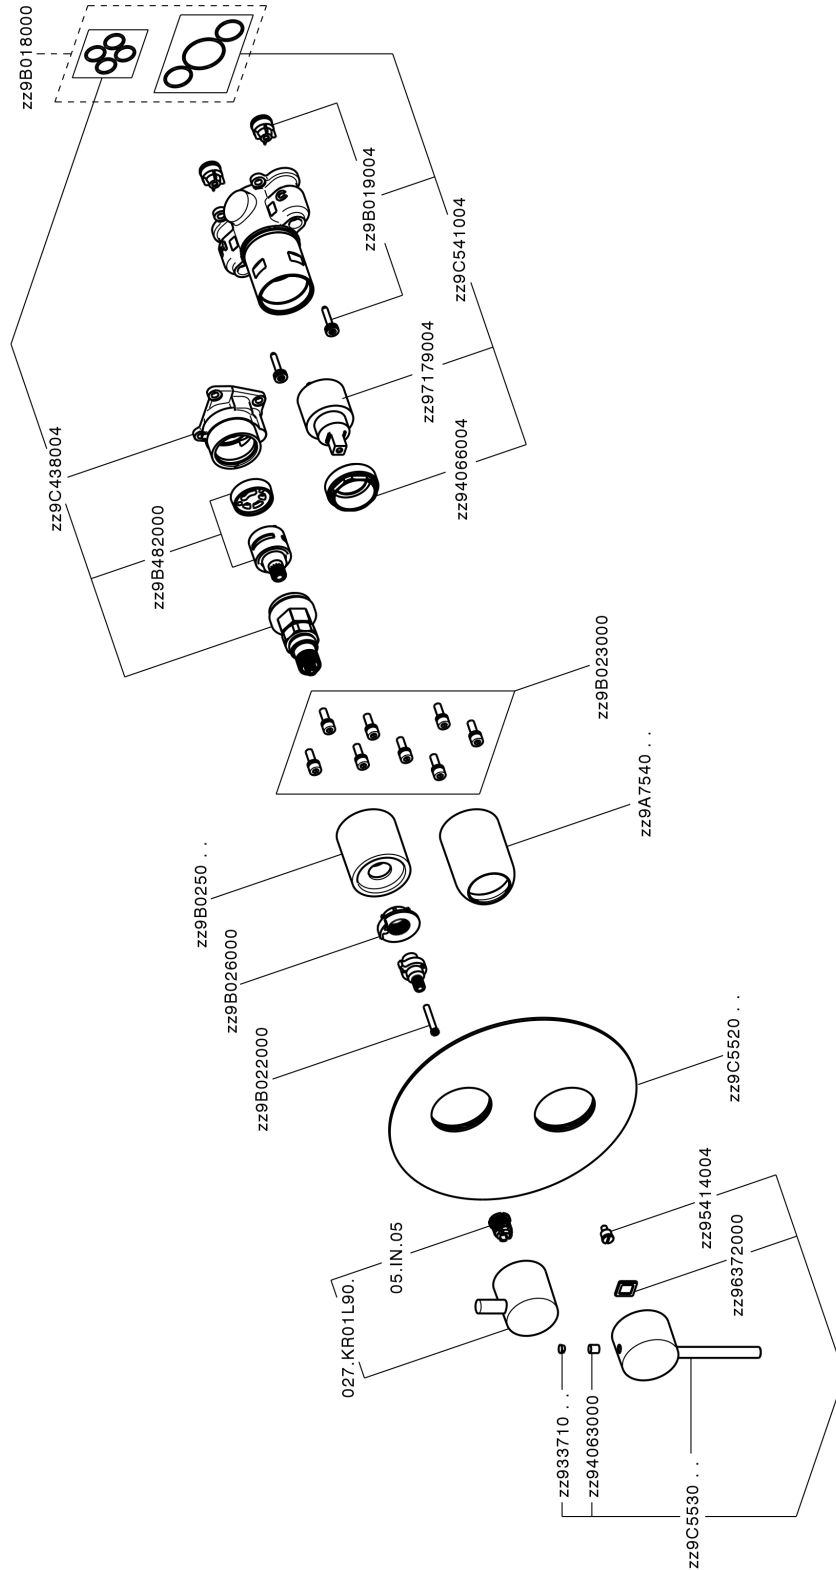 zz9B018000
zz9B019004
zz9C541004
zz97179004
zz94066004
zz9C438004
zz9B482000
zz9B023000
zz9A7540 . .
zz9B0250 . .
zz9B026000
zz9B022000
zz9C5520 . .
05.IN.05
027.KR01L90.
zz95414004
zz96372000
zz933710 . .
zz94063000
zz9C5530 . .